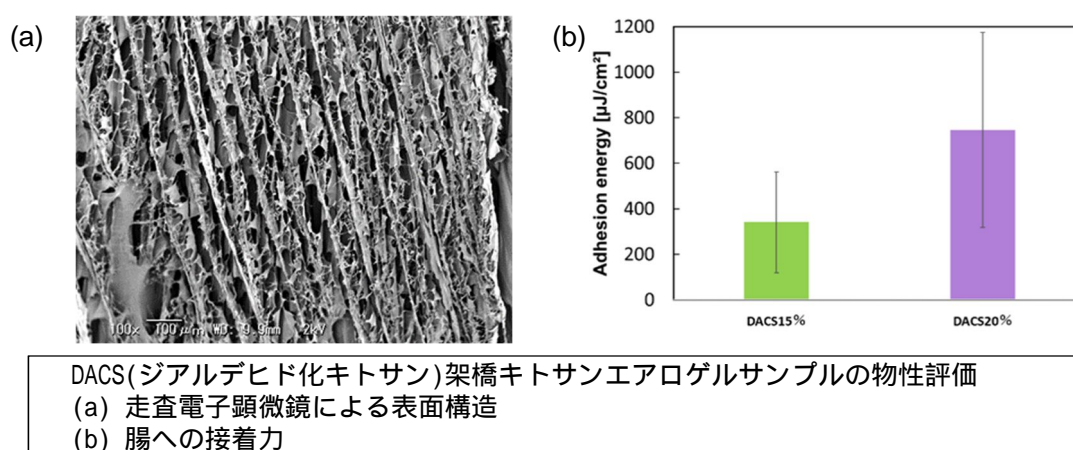 (a)
100× 100μm WD: 9.9mm 2kV
(b)
Adhesion energy [μJ/cm²]
1200
1000
800
600
400
200
0
DACS15%
DACS20%
DACS(ジアルデヒド化キトサン)架橋キトサンエアロゲルサンプルの物性評価
(a) 走査電子顕微鏡による表面構造
(b) 腸への接着力